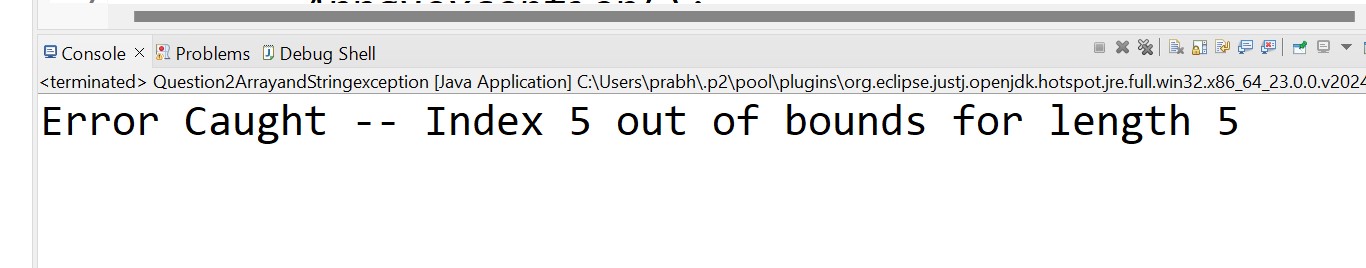 Console × Problems Debug Shell
<terminated> Question2ArrayandStringexception [Java Application] C:\Users\prabh\.p2\pool\plugins\org.eclipse.justj.openjdk.hotspot.jre.full.win32.x86_64_23.0.0.v2024
Error Caught -- Index 5 out of bounds for length 5